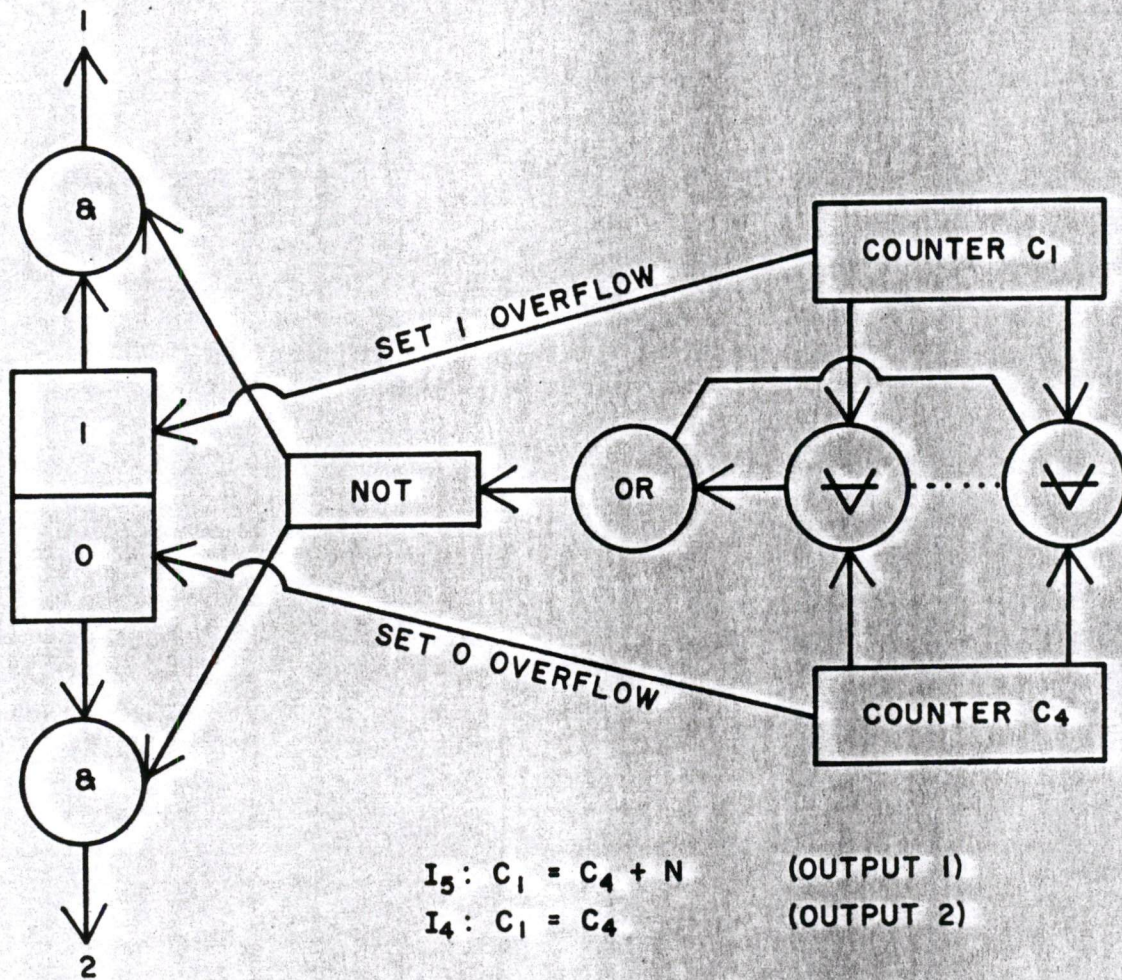 1
&
COUNTER C₁
SET 1 OVERFLOW
1
NOT
OR
⊻
⊻
0
SET 0 OVERFLOW
COUNTER C₄
&
I₅: C₁ = C₄ + N (OUTPUT 1)
I₄: C₁ = C₄ (OUTPUT 2)
2